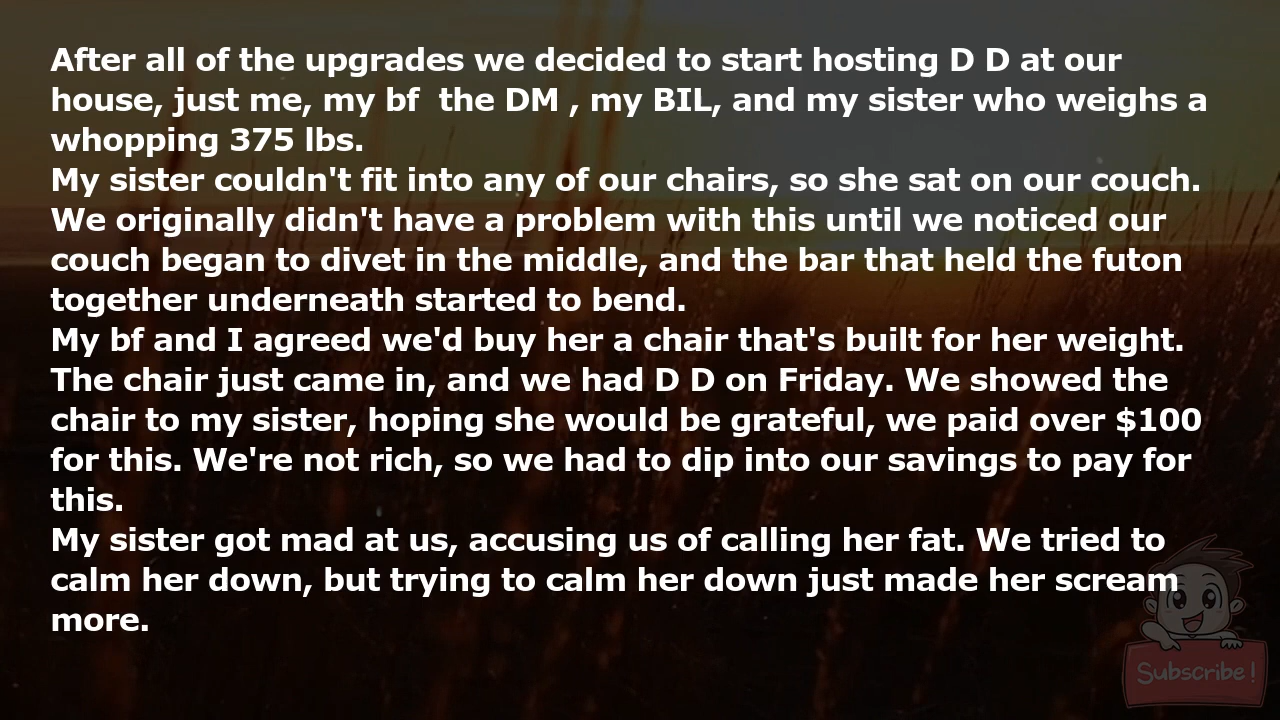 After all of the upgrades we decided to start hosting D D at our
house, just me, my bf  the DM , my BIL, and my sister who weighs a
whopping 375 lbs.
My sister couldn't fit into any of our chairs, so she sat on our couch.
We originally didn't have a problem with this until we noticed our
couch began to divet in the middle, and the bar that held the futon
together underneath started to bend.
My bf and I agreed we'd buy her a chair that's built for her weight.
The chair just came in, and we had D D on Friday. We showed the
chair to my sister, hoping she would be grateful, we paid over $100
for this. We're not rich, so we had to dip into our savings to pay for
this.
My sister got mad at us, accusing us of calling her fat. We tried to
calm her down, but trying to calm her down just made her scream
more.
Subscribe!